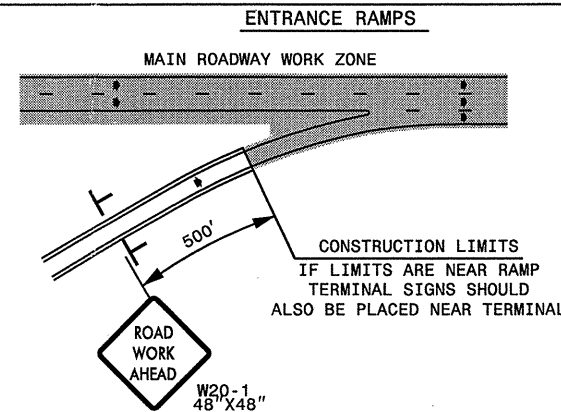 ENTRANCE RAMPS
MAIN ROADWAY WORK ZONE
500'
CONSTRUCTION LIMITS
IF LIMITS ARE NEAR RAMP
TERMINAL SIGNS SHOULD
ALSO BE PLACED NEAR TERMINAL
ROAD
WORK
AHEAD
W20-1
48"X48"